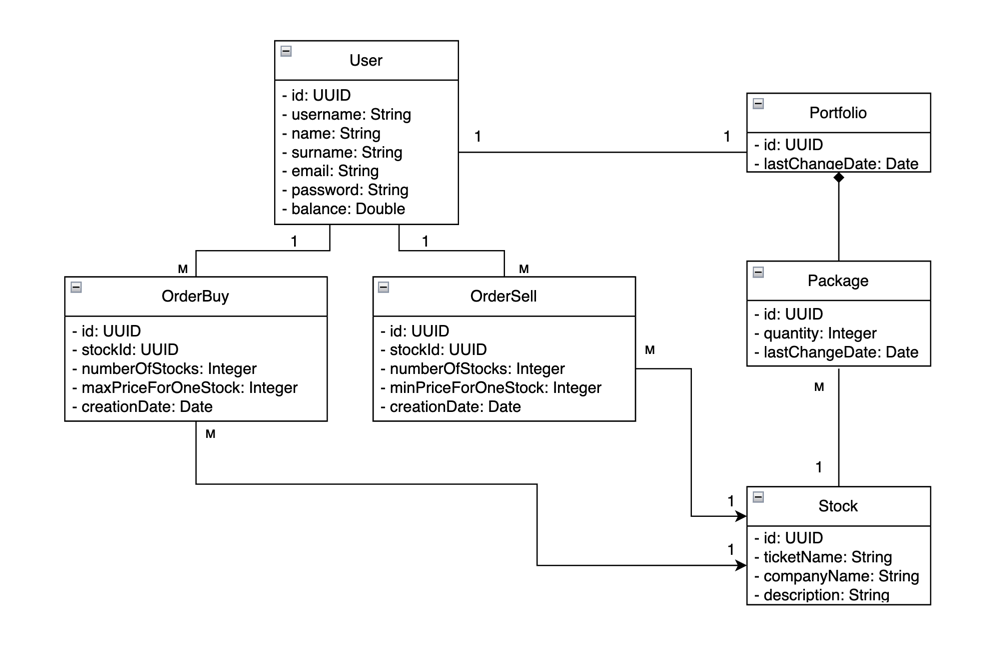 User
- id: UUID
- username: String
- name: String
- surname: String
- email: String
- password: String
- balance: Double
1
1
Portfolio
- id: UUID
- lastChangeDate: Date
1
M
1
M
OrderBuy
- id: UUID
- stockId: UUID
- numberOfStocks: Integer
- maxPriceForOneStock: Integer
- creationDate: Date
M
OrderSell
- id: UUID
- stockId: UUID
- numberOfStocks: Integer
- minPriceForOneStock: Integer
- creationDate: Date
M
Package
- id: UUID
- quantity: Integer
- lastChangeDate: Date
M
1
1
1
Stock
- id: UUID
- ticketName: String
- companyName: String
- description: String